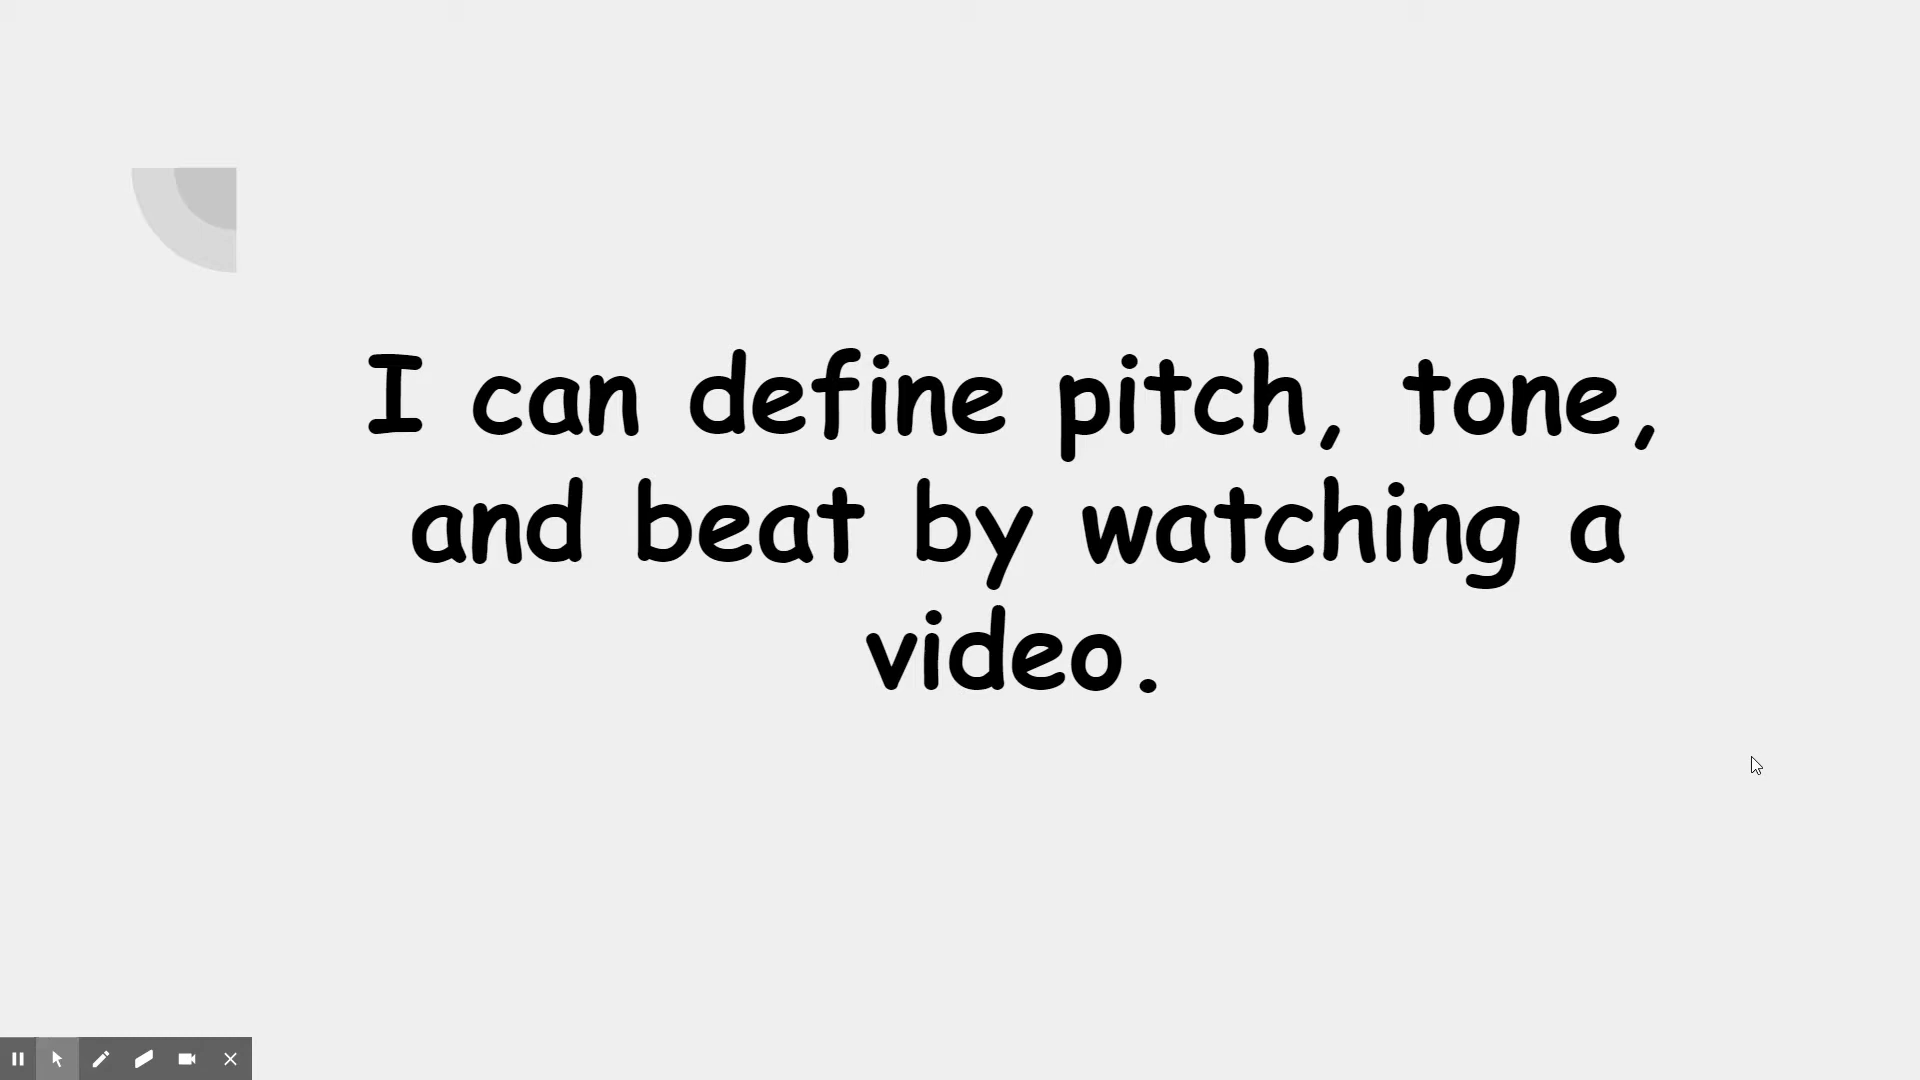 I can define pitch, tone,
and beat by watching a
video.